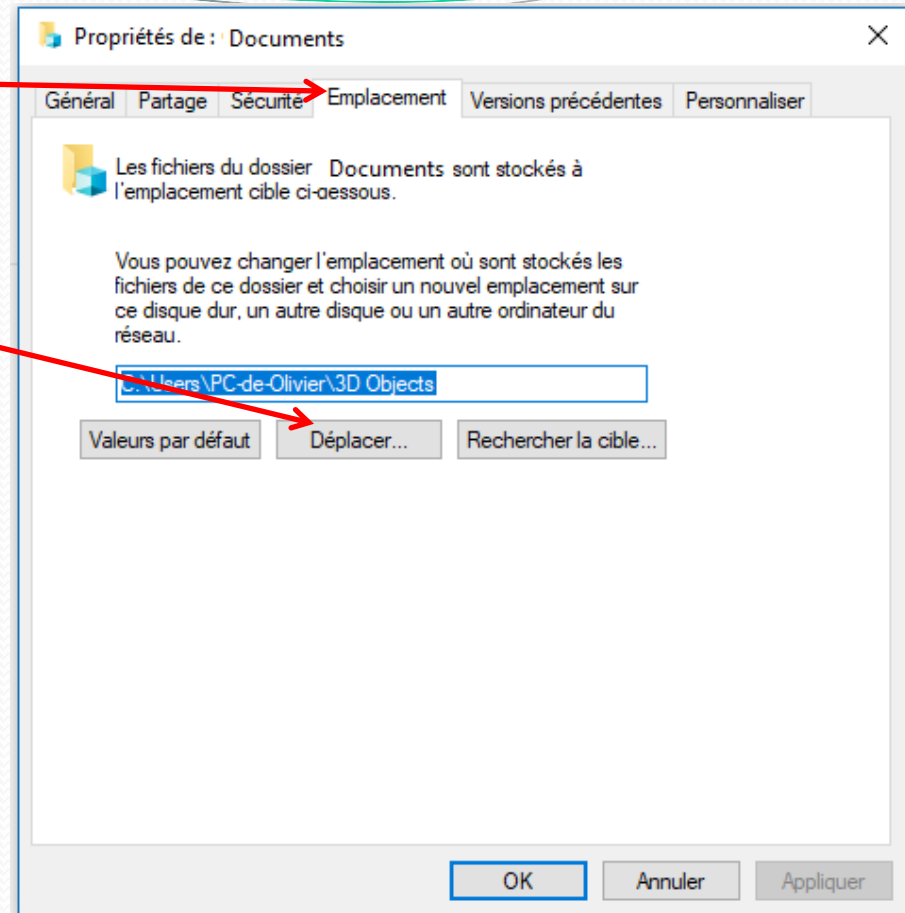 Propriétés de : Documents
Général Partage Sécurité Emplacement Versions précédentes Personnaliser
Les fichiers du dossier Documents sont stockés à
l'emplacement cible ci-dessous.
Vous pouvez changer l'emplacement où sont stockés les
fichiers de ce dossier et choisir un nouvel emplacement sur
ce disque dur, un autre disque ou un autre ordinateur du
réseau.
C:\Users\PC-de-Olivier\3D Objects
Valeurs par défaut Déplacer... Rechercher la cible...
OK Annuler Appliquer